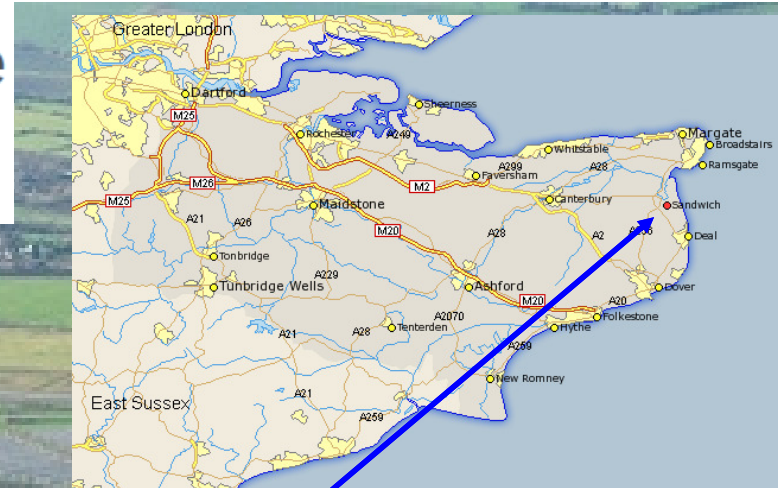 e
Greater London
Dartford
M25
Sheerness
Rochester
A249
Margate
Broadstairs
Whitstable
A299
A28
Ramsgate
Faversham
M26
M2
M25
Canterbury
Sandwich
Maidstone
A21
A26
M20
A28
A2
Deal
Tonbridge
A229
Tunbridge Wells
Ashford
Dover
M20
A20
A2070
Folkestone
A21
A28
Tenterden
Hythe
A259
New Romney
A21
East Sussex
A259